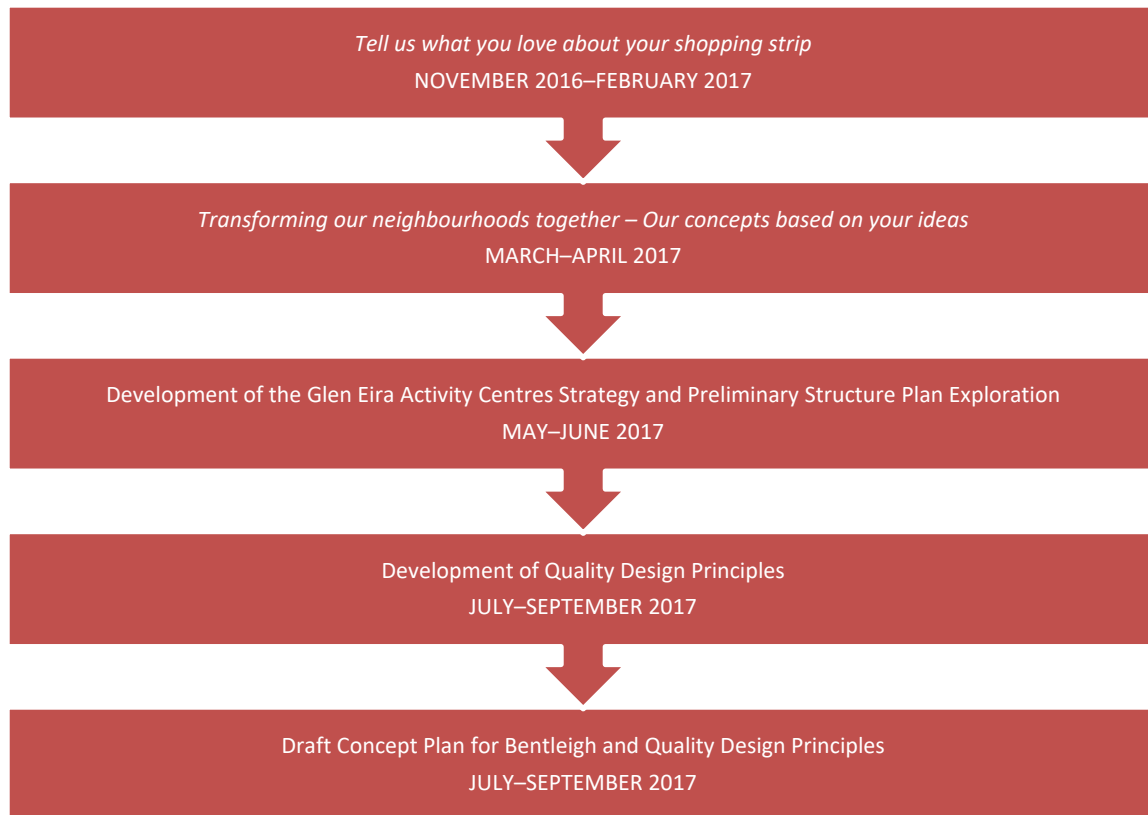 Tell us what you love about your shopping strip
NOVEMBER 2016–FEBRUARY 2017
Transforming our neighbourhoods together – Our concepts based on your ideas
MARCH–APRIL 2017
Development of the Glen Eira Activity Centres Strategy and Preliminary Structure Plan Exploration
MAY–JUNE 2017
Development of Quality Design Principles
JULY–SEPTEMBER 2017
Draft Concept Plan for Bentleigh and Quality Design Principles
JULY–SEPTEMBER 2017